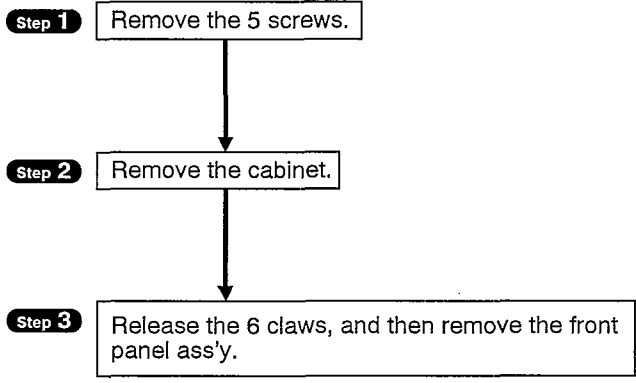 Step 1 Remove the 5 screws.
Step 2 Remove the cabinet.
Step 3 Release the 6 claws, and then remove the front
panel ass'y.